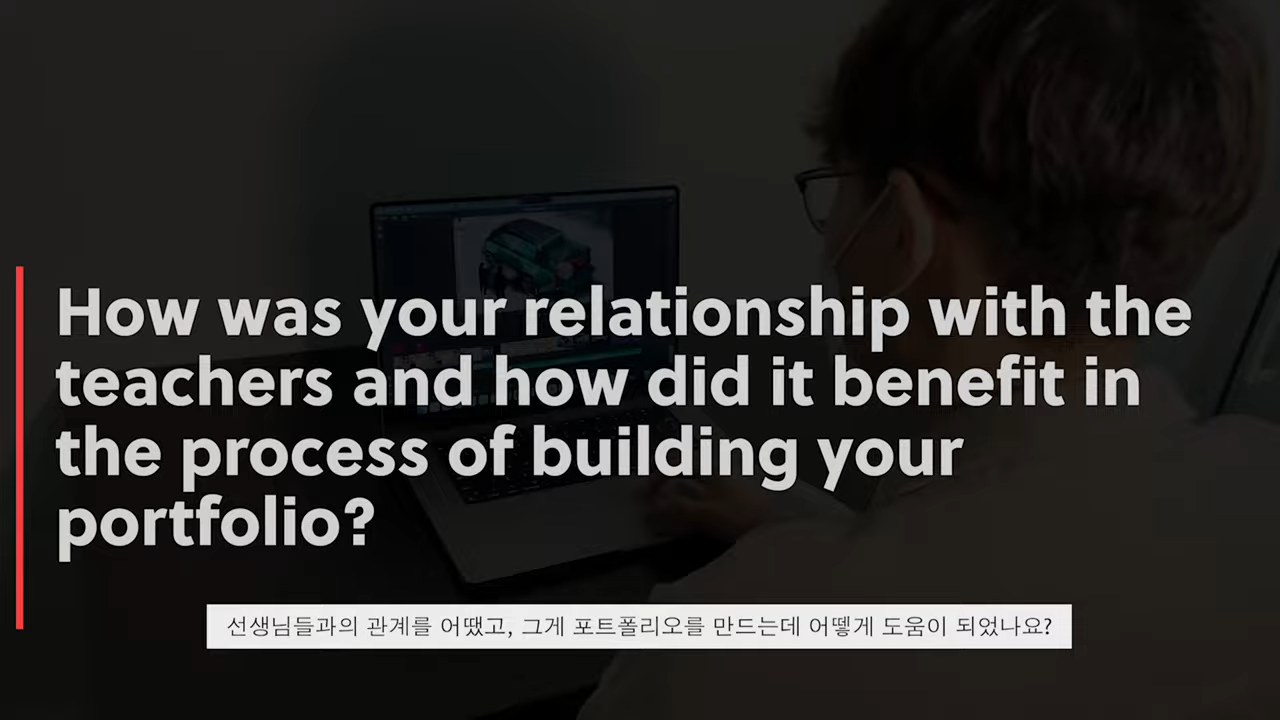 How was your relationship with the
teachers and how did it benefit in
the process of building your
portfolio?
선생님들과의 관계를 어땠고, 그게 포트폴리오를 만드는데 어떻게 도움이 되었나요?